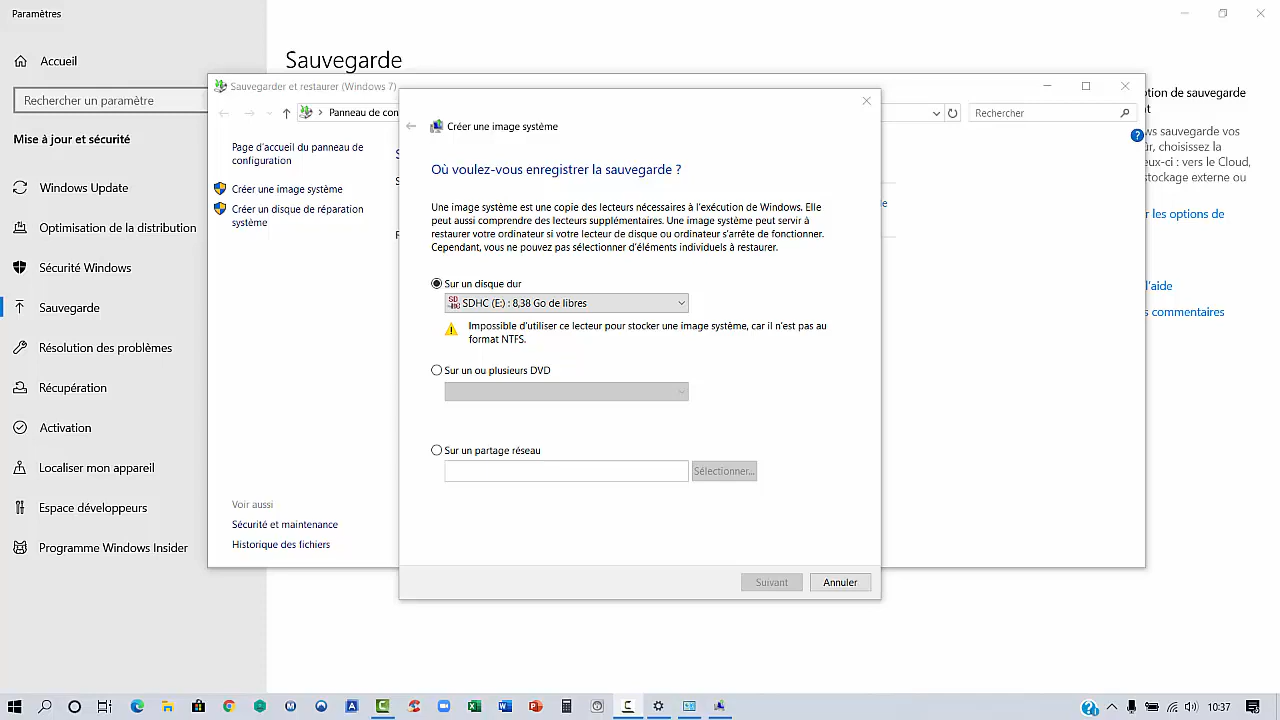 Paramètres
Accueil
Rechercher un paramètre
Mise à jour et sécurité
Windows Update
Optimisation de la distribution
Sécurité Windows
Sauvegarde
Résolution des problèmes
Récupération
Activation
Localiser mon appareil
Espace développeurs
Programme Windows Insider
Sauvegarde
Sauvegarder et restaurer (Windows 7)
Panneau de con
Rechercher
Page d'accueil du panneau de
configuration
Créer une image système
Créer un disque de réparation
système
Voir aussi
Sécurité et maintenance
Historique des fichiers
Créer une image système
Où voulez-vous enregistrer la sauvegarde ?
Une image système est une copie des lecteurs nécessaires à l'exécution de Windows. Elle
peut aussi comprendre des lecteurs supplémentaires. Une image système peut servir à
restaurer votre ordinateur si votre lecteur de disque ou ordinateur s'arrête de fonctionner.
Cependant, vous ne pouvez pas sélectionner d'éléments individuels à restaurer.
Sur un disque dur
SDHC (E:) : 8,38 Go de libres
Impossible d'utiliser ce lecteur pour stocker une image système, car il n'est pas au
format NTFS.
Sur un ou plusieurs DVD
Sur un partage réseau
Sélectionner...
Suivant
Annuler
ption de sauvegarde
nt
ws sauvegarde vos
ûr, choisissez la
eux-ci : vers le Cloud,
stockage externe ou
r les options de
l'aide
s commentaires
10:37